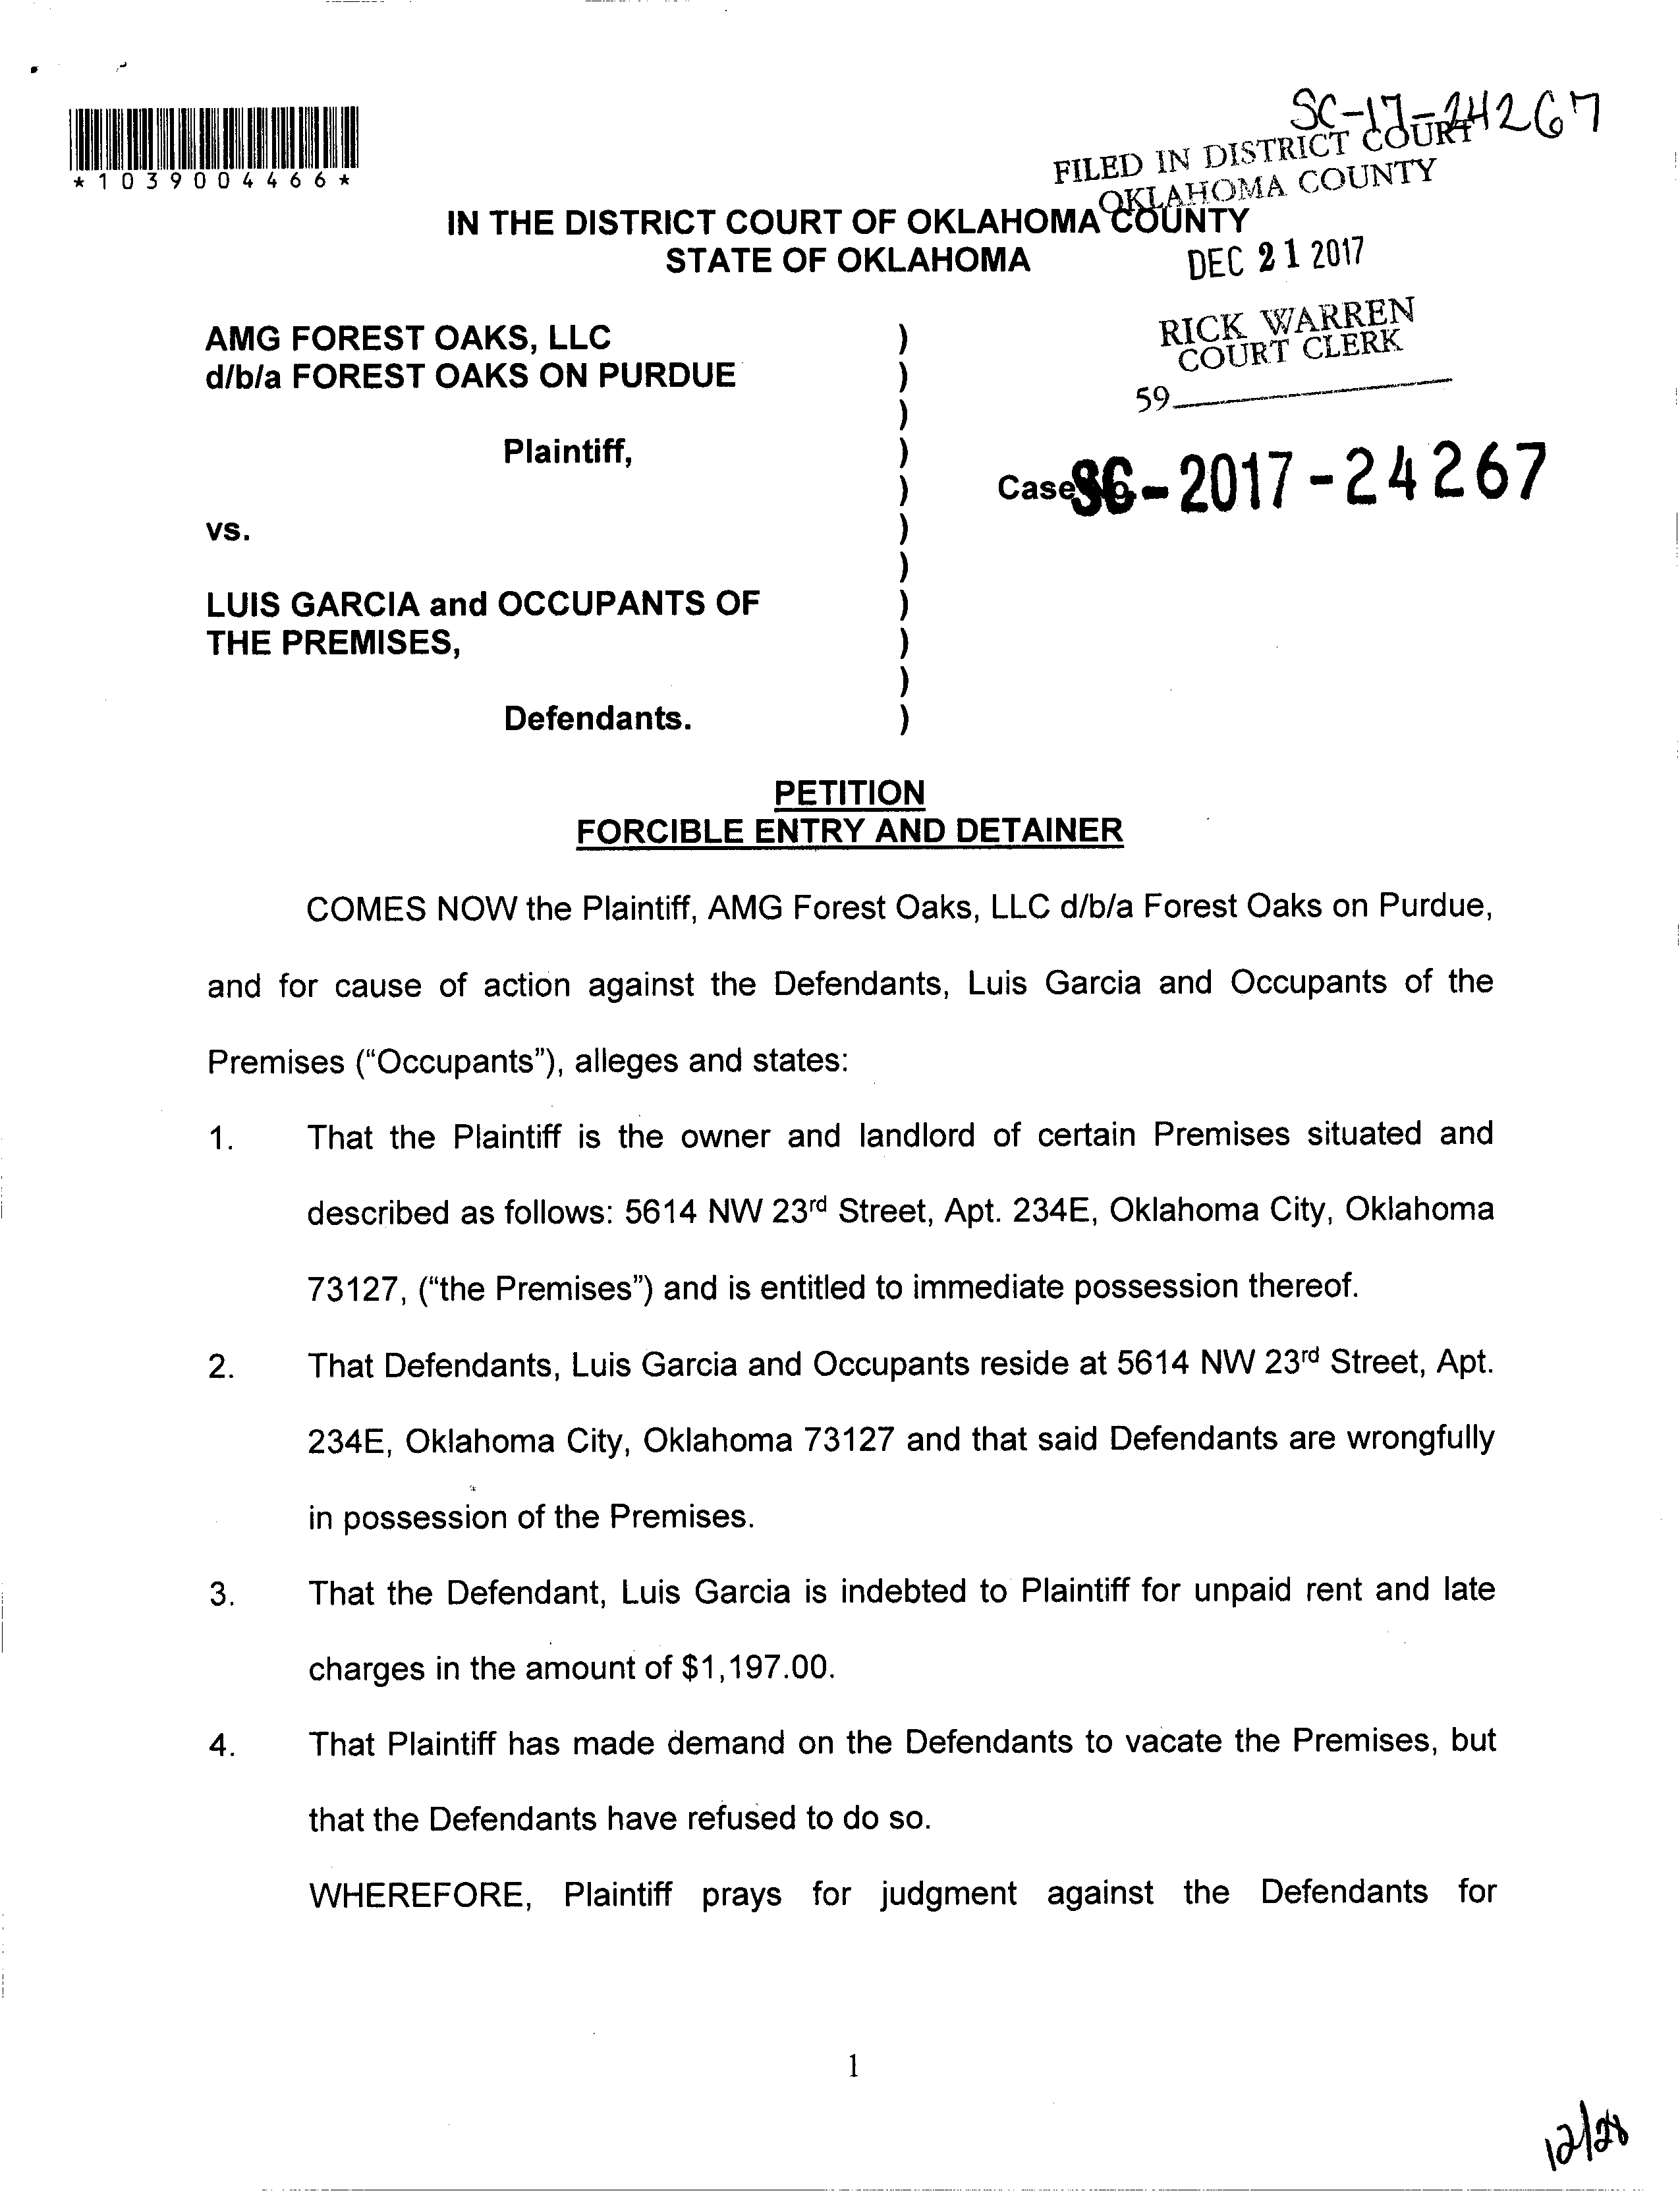 SC-17-24267
*1039004466*
FILED IN DISTRICT COURT
OKLAHOMA COUNTY
IN THE DISTRICT COURT OF OKLAHOMA COUNTY
STATE OF OKLAHOMA
DEC 21 2017
RICK WARREN
COURT CLERK
59
AMG FOREST OAKS, LLC )
d/b/a FOREST OAKS ON PURDUE )
)
Plaintiff, )
) Case No. SC-2017-24267
vs. )
)
LUIS GARCIA and OCCUPANTS OF )
THE PREMISES, )
)
Defendants. )
PETITION
FORCIBLE ENTRY AND DETAINER
COMES NOW the Plaintiff, AMG Forest Oaks, LLC d/b/a Forest Oaks on Purdue,
and for cause of action against the Defendants, Luis Garcia and Occupants of the
Premises (“Occupants”), alleges and states:
1. That the Plaintiff is the owner and landlord of certain Premises situated and
described as follows: 5614 NW 23rd Street, Apt. 234E, Oklahoma City, Oklahoma
73127, (“the Premises”) and is entitled to immediate possession thereof.
2. That Defendants, Luis Garcia and Occupants reside at 5614 NW 23rd Street, Apt.
234E, Oklahoma City, Oklahoma 73127 and that said Defendants are wrongfully
in possession of the Premises.
3. That the Defendant, Luis Garcia is indebted to Plaintiff for unpaid rent and late
charges in the amount of $1,197.00.
4. That Plaintiff has made demand on the Defendants to vacate the Premises, but
that the Defendants have refused to do so.
WHEREFORE, Plaintiff prays for judgment against the Defendants for
1
12/28